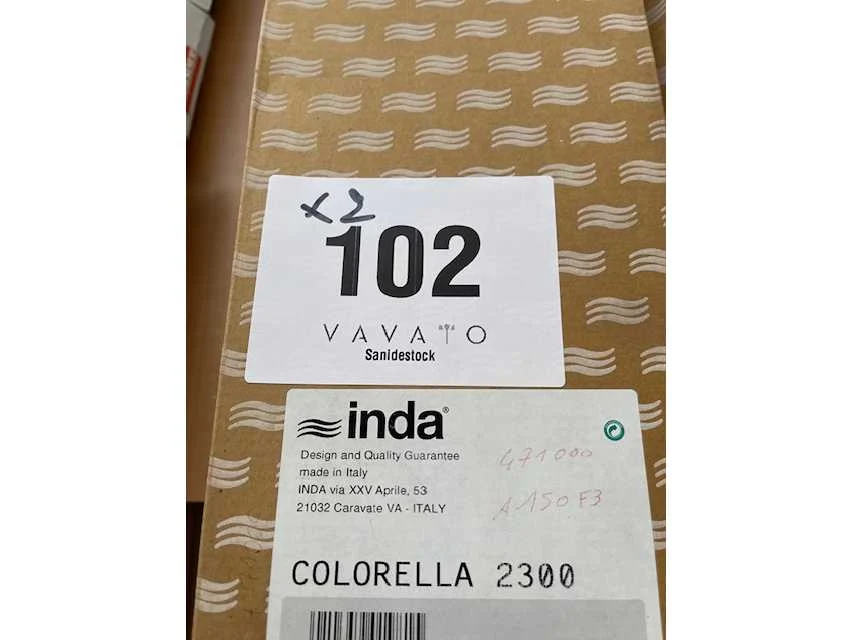 x2
102
VAVATO
Sanidestock
inda®
Design and Quality Guarantee
made in Italy
INDA via XXV Aprile, 53
21032 Caravate VA - ITALY
471000
A150F3
COLORELLA 2300